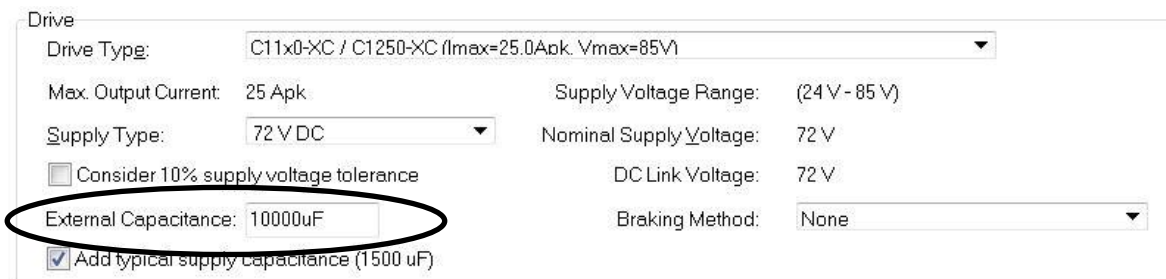 Drive
Drive Type: C11x0-XC / C1250-XC (Imax=25.0Apk, Vmax=85V)
Max. Output Current: 25 Apk Supply Voltage Range: (24 V - 85 V)
Supply Type: 72 V DC Nominal Supply Voltage: 72 V
Consider 10% supply voltage tolerance DC Link Voltage: 72 V
External Capacitance: 10000uF Braking Method: None
Add typical supply capacitance (1500 uF)